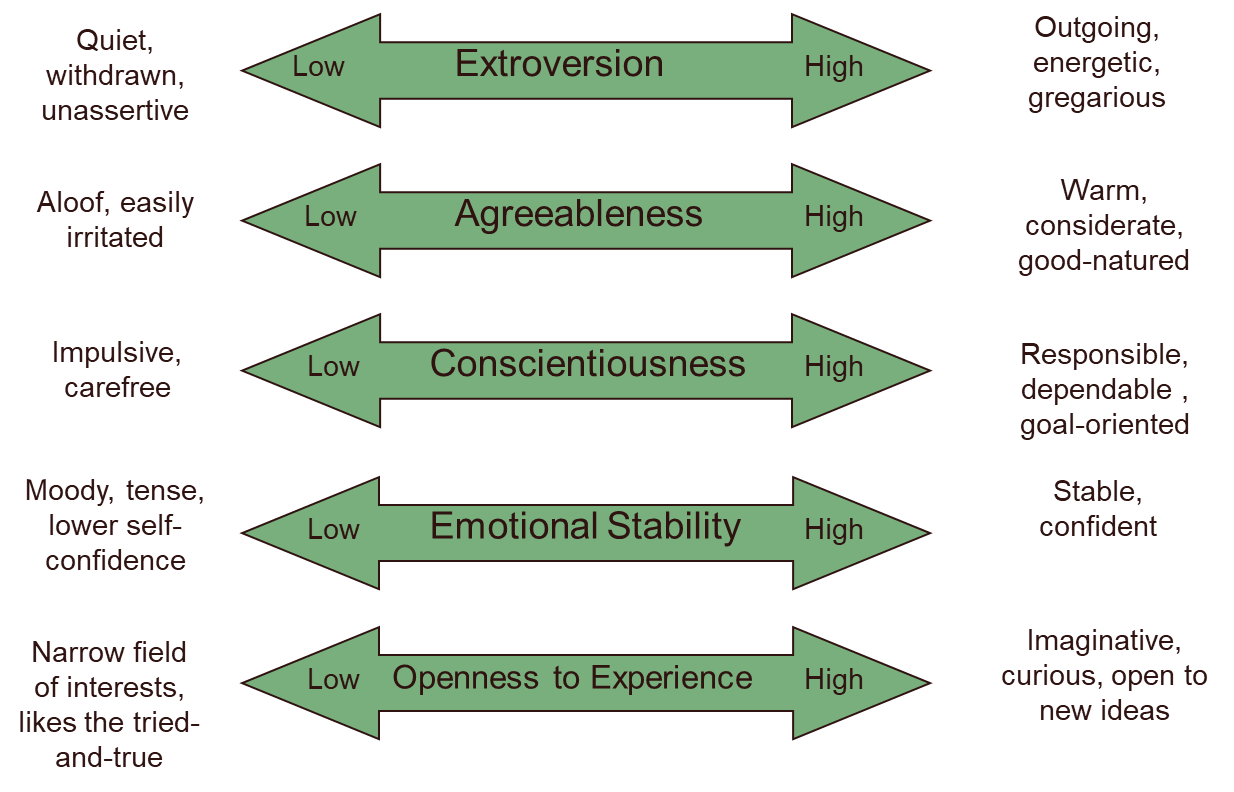 Quiet,
withdrawn,
unassertive
Low
Extroversion
High
Outgoing,
energetic,
gregarious
Aloof, easily
irritated
Low
Agreeableness
High
Warm,
considerate,
good-natured
Impulsive,
carefree
Low
Conscientiousness
High
Responsible,
dependable ,
goal-oriented
Moody, tense,
lower self-
confidence
Low
Emotional Stability
High
Stable,
confident
Narrow field
of interests,
likes the tried-
and-true
Low
Openness to Experience
High
Imaginative,
curious, open to
new ideas